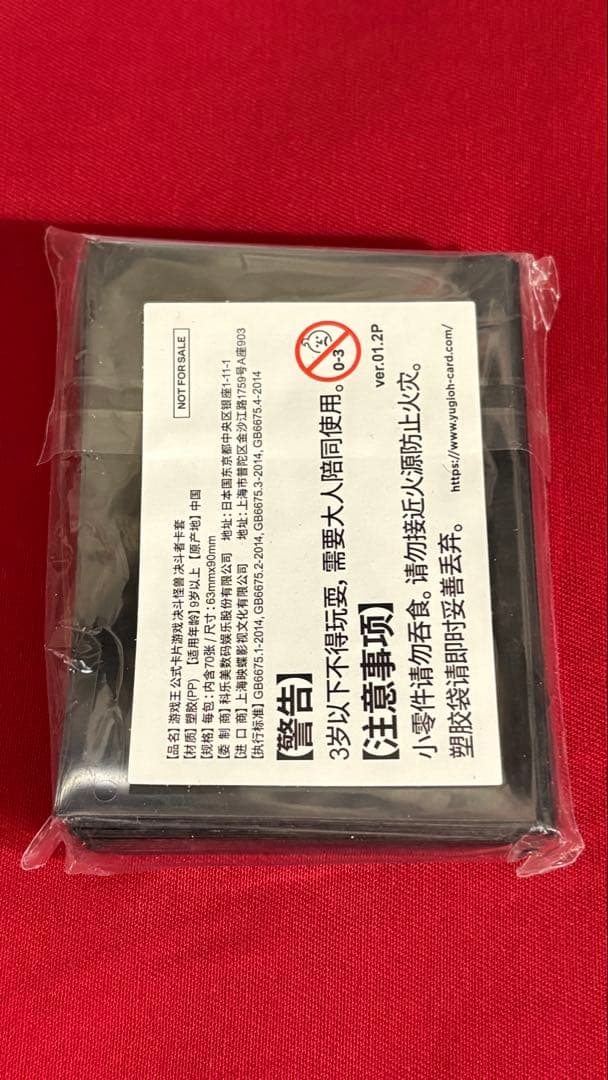 NOT FOR SALE
【品名】游戏王公式卡片游戏 决斗怪兽 决斗者卡套
【材质】塑胶(PP) 【适用年龄】9岁以上【原产地】中国
【规格】每包：内含70张 / 尺寸：63mmx90mm
【委 制 商】科乐美数码娱乐股份有限公司 地址：日本国东京都中央区银座1-11-1
【进 口 商】上海映蝶影视文化有限公司 地址：上海市普陀区金沙江路1759号A座903
【执行标准】GB6675.1-2014, GB6675.2-2014, GB6675.3-2014, GB6675.4-2014
【警告】
3岁以下不得玩耍，需要大人陪同使用。
0-3
【注意事项】
ver.01.2P
小零件请勿吞食。请勿接近火源防止火灾。
塑胶袋请即时妥善丢弃。
https://www.yugioh-card.com/